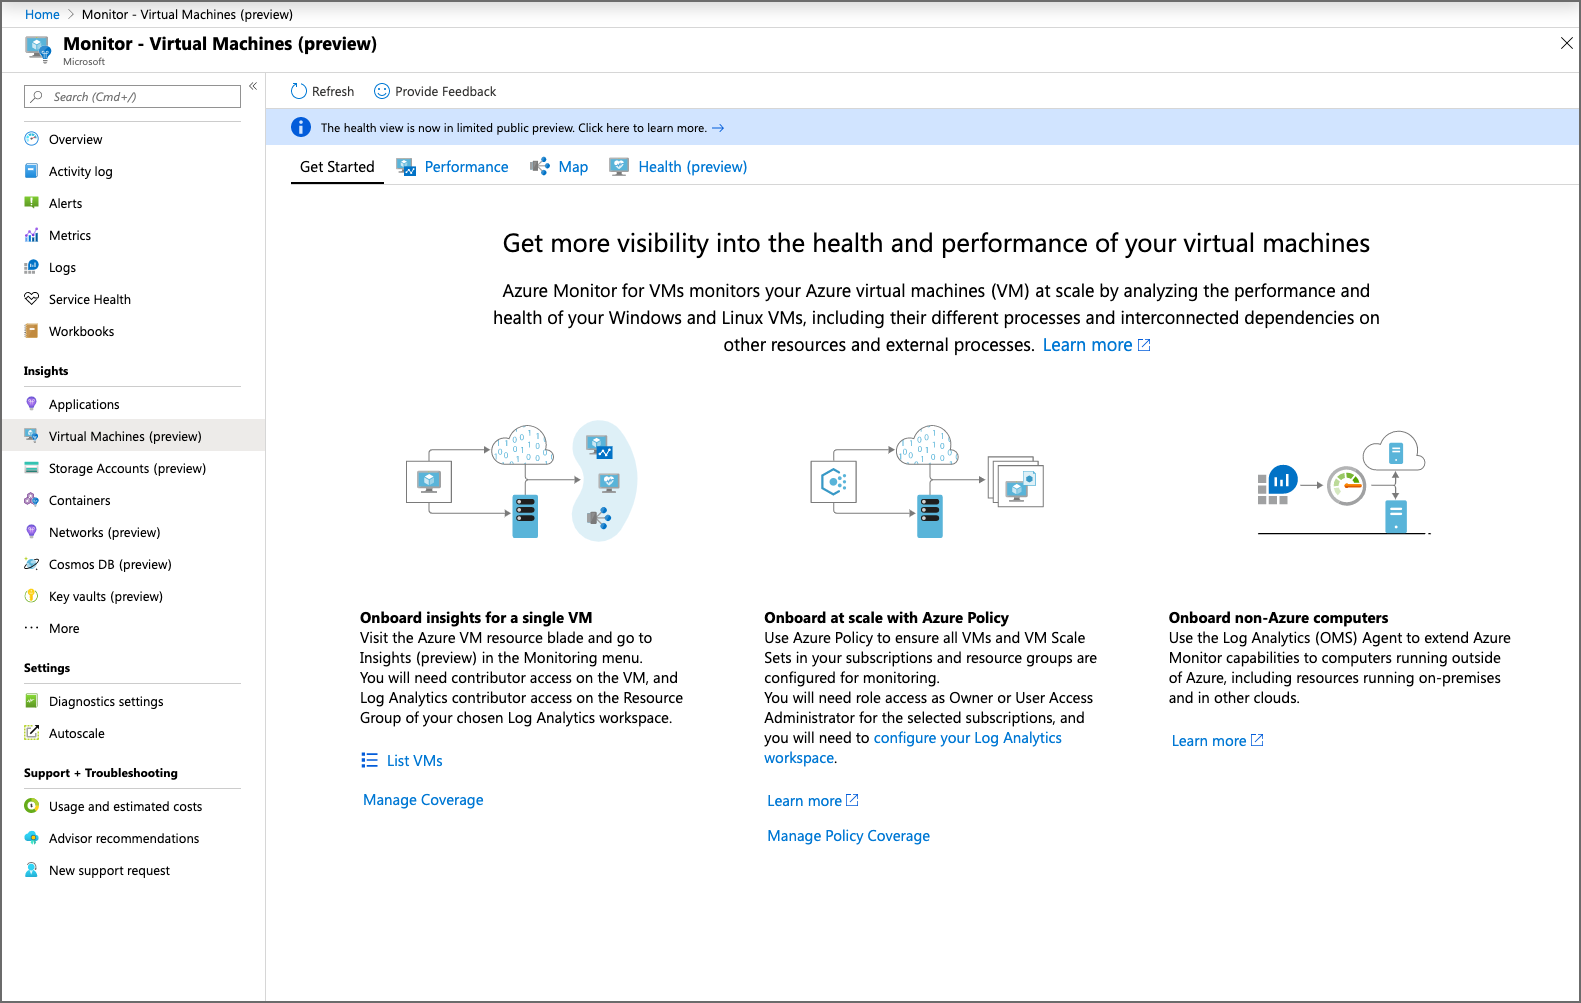 Home > Monitor - Virtual Machines (preview)
Monitor - Virtual Machines (preview)
Microsoft
Search (Cmd+/)
Overview
Activity log
Alerts
Metrics
Logs
Service Health
Workbooks
Insights
Applications
Virtual Machines (preview)
Storage Accounts (preview)
Containers
Networks (preview)
Cosmos DB (preview)
Key vaults (preview)
More
Settings
Diagnostics settings
Autoscale
Support + Troubleshooting
Usage and estimated costs
Advisor recommendations
New support request
Refresh Provide Feedback
The health view is now in limited public preview. Click here to learn more. →
Get Started Performance Map Health (preview)
Get more visibility into the health and performance of your virtual machines
Azure Monitor for VMs monitors your Azure virtual machines (VM) at scale by analyzing the performance and
health of your Windows and Linux VMs, including their different processes and interconnected dependencies on
other resources and external processes. Learn more
Onboard insights for a single VM
Visit the Azure VM resource blade and go to
Insights (preview) in the Monitoring menu.
You will need contributor access on the VM, and
Log Analytics contributor access on the Resource
Group of your chosen Log Analytics workspace.
List VMs
Manage Coverage
Onboard at scale with Azure Policy
Use Azure Policy to ensure all VMs and VM Scale
Sets in your subscriptions and resource groups are
configured for monitoring.
You will need role access as Owner or User Access
Administrator for the selected subscriptions, and
you will need to configure your Log Analytics
workspace.
Learn more
Manage Policy Coverage
Onboard non-Azure computers
Use the Log Analytics (OMS) Agent to extend Azure
Monitor capabilities to computers running outside
of Azure, including resources running on-premises
and in other clouds.
Learn more